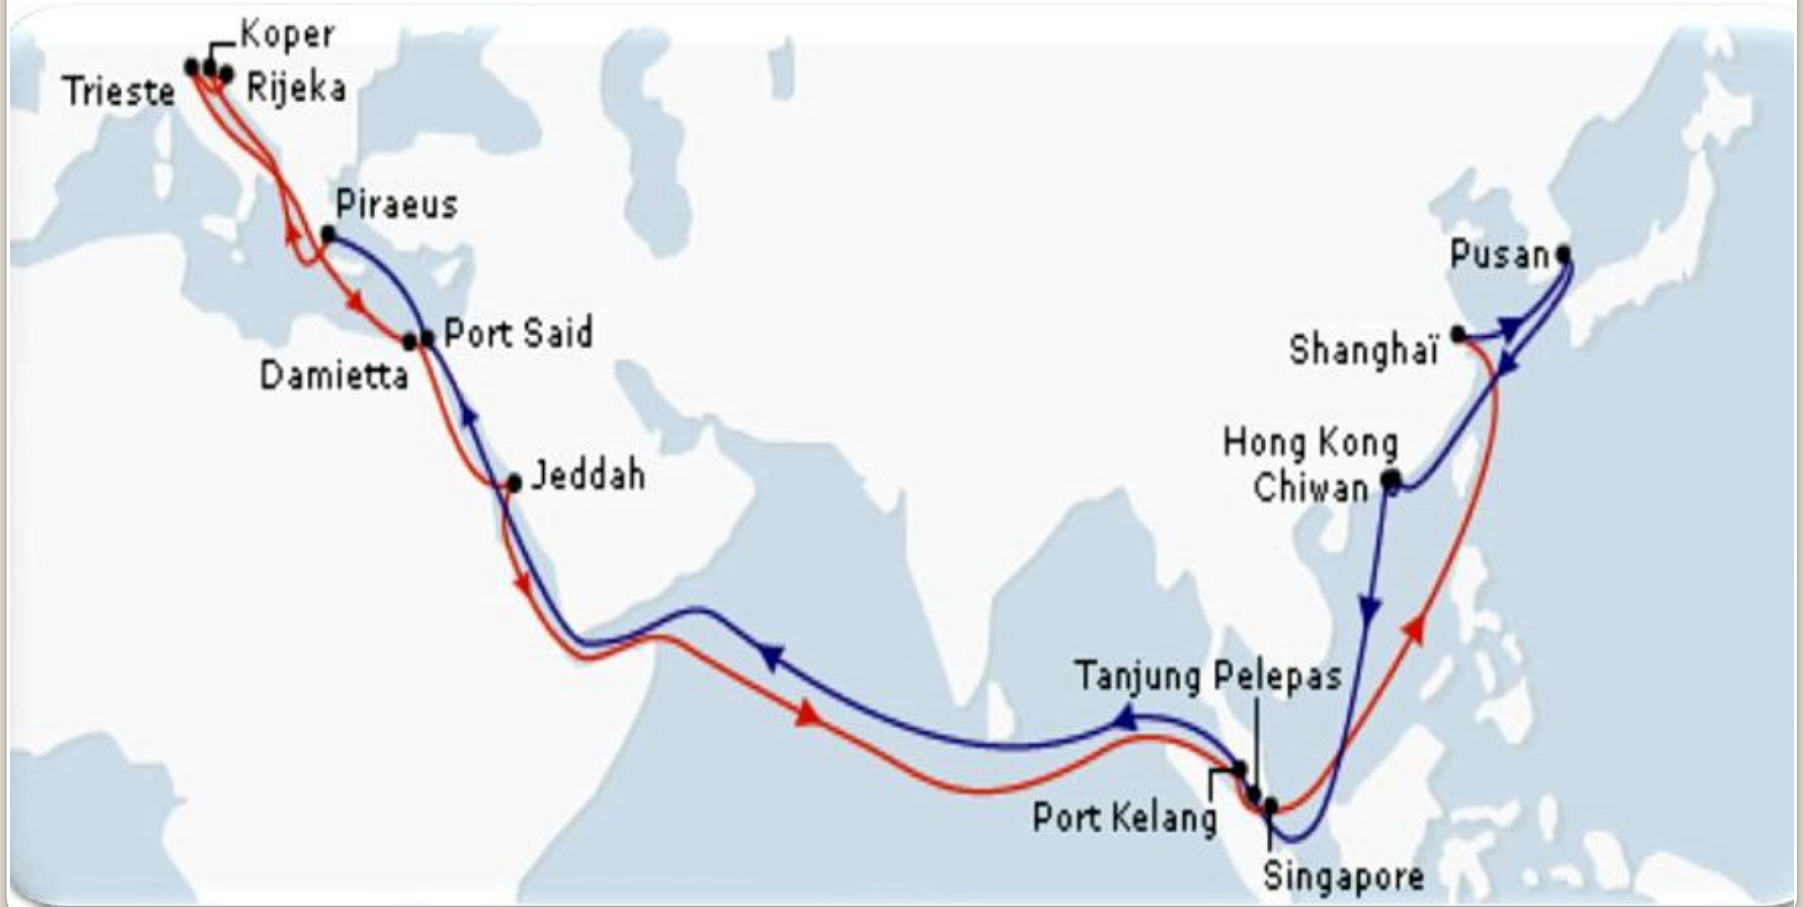 Koper
Trieste
Rijeka
Piraeus
Pusan
Port Said
Shanghaï
Damietta
Hong Kong
Chiwan
Jeddah
Tanjung Pelepas
Port Kelang
Singapore